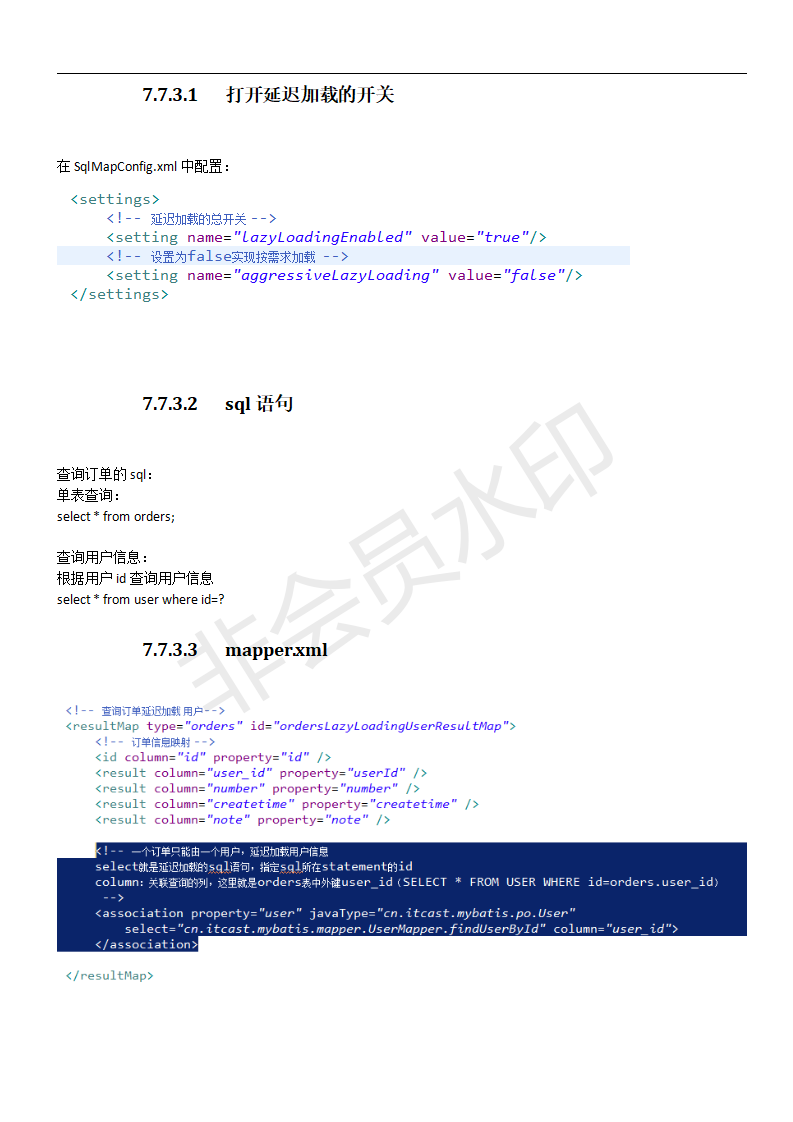 7.7.3.1 打开延迟加载的开关
在 SqlMapConfig.xml 中配置：
<settings>
<!-- 延迟加载的总开关 -->
<setting name="lazyLoadingEnabled" value="true"/>
<!-- 设置为false实现按需求加载 -->
<setting name="aggressiveLazyLoading" value="false"/>
</settings>
7.7.3.2 sql 语句
查询订单的 sql：
单表查询：
select * from orders;
查询用户信息：
根据用户 id 查询用户信息
select * from user where id=?
7.7.3.3 mapper.xml
<!-- 查询订单延迟加载 用户-->
<resultMap type="orders" id="ordersLazyLoadingUserResultMap">
<!-- 订单信息映射 -->
<id column="id" property="id" />
<result column="user_id" property="userId" />
<result column="number" property="number" />
<result column="createtime" property="createtime" />
<result column="note" property="note" />
<!-- 一个订单只能由一个用户，延迟加载用户信息
select就是延迟加载的sql语句，指定sql所在statement的id
column：关联查询的列，这里就是orders表中外键user_id（SELECT * FROM USER WHERE id=orders.user_id）
-->
<association property="user" javaType="cn.itcast.mybatis.po.User"
select="cn.itcast.mybatis.mapper.UserMapper.findUserById" column="user_id">
</association>
</resultMap>
非会员水印